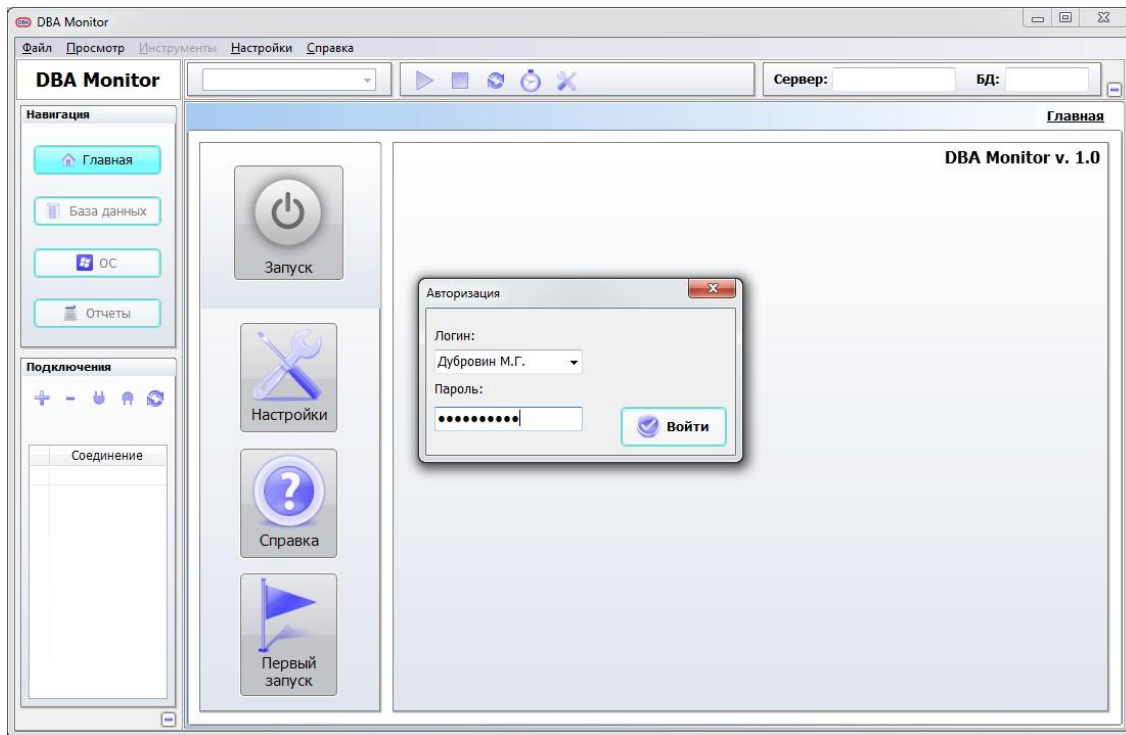 DBA Monitor
Файл Просмотр Инструменты Настройки Справка
DBA Monitor
Сервер:
БД:
Навигация
Главная
Главная
База данных
ОС
Отчеты
Подключения
Соединение
Запуск
Настройки
Справка
Первый
запуск
DBA Monitor v. 1.0
Авторизация
Логин:
Дубровин М.Г.
Пароль:
••••••••••
Войти